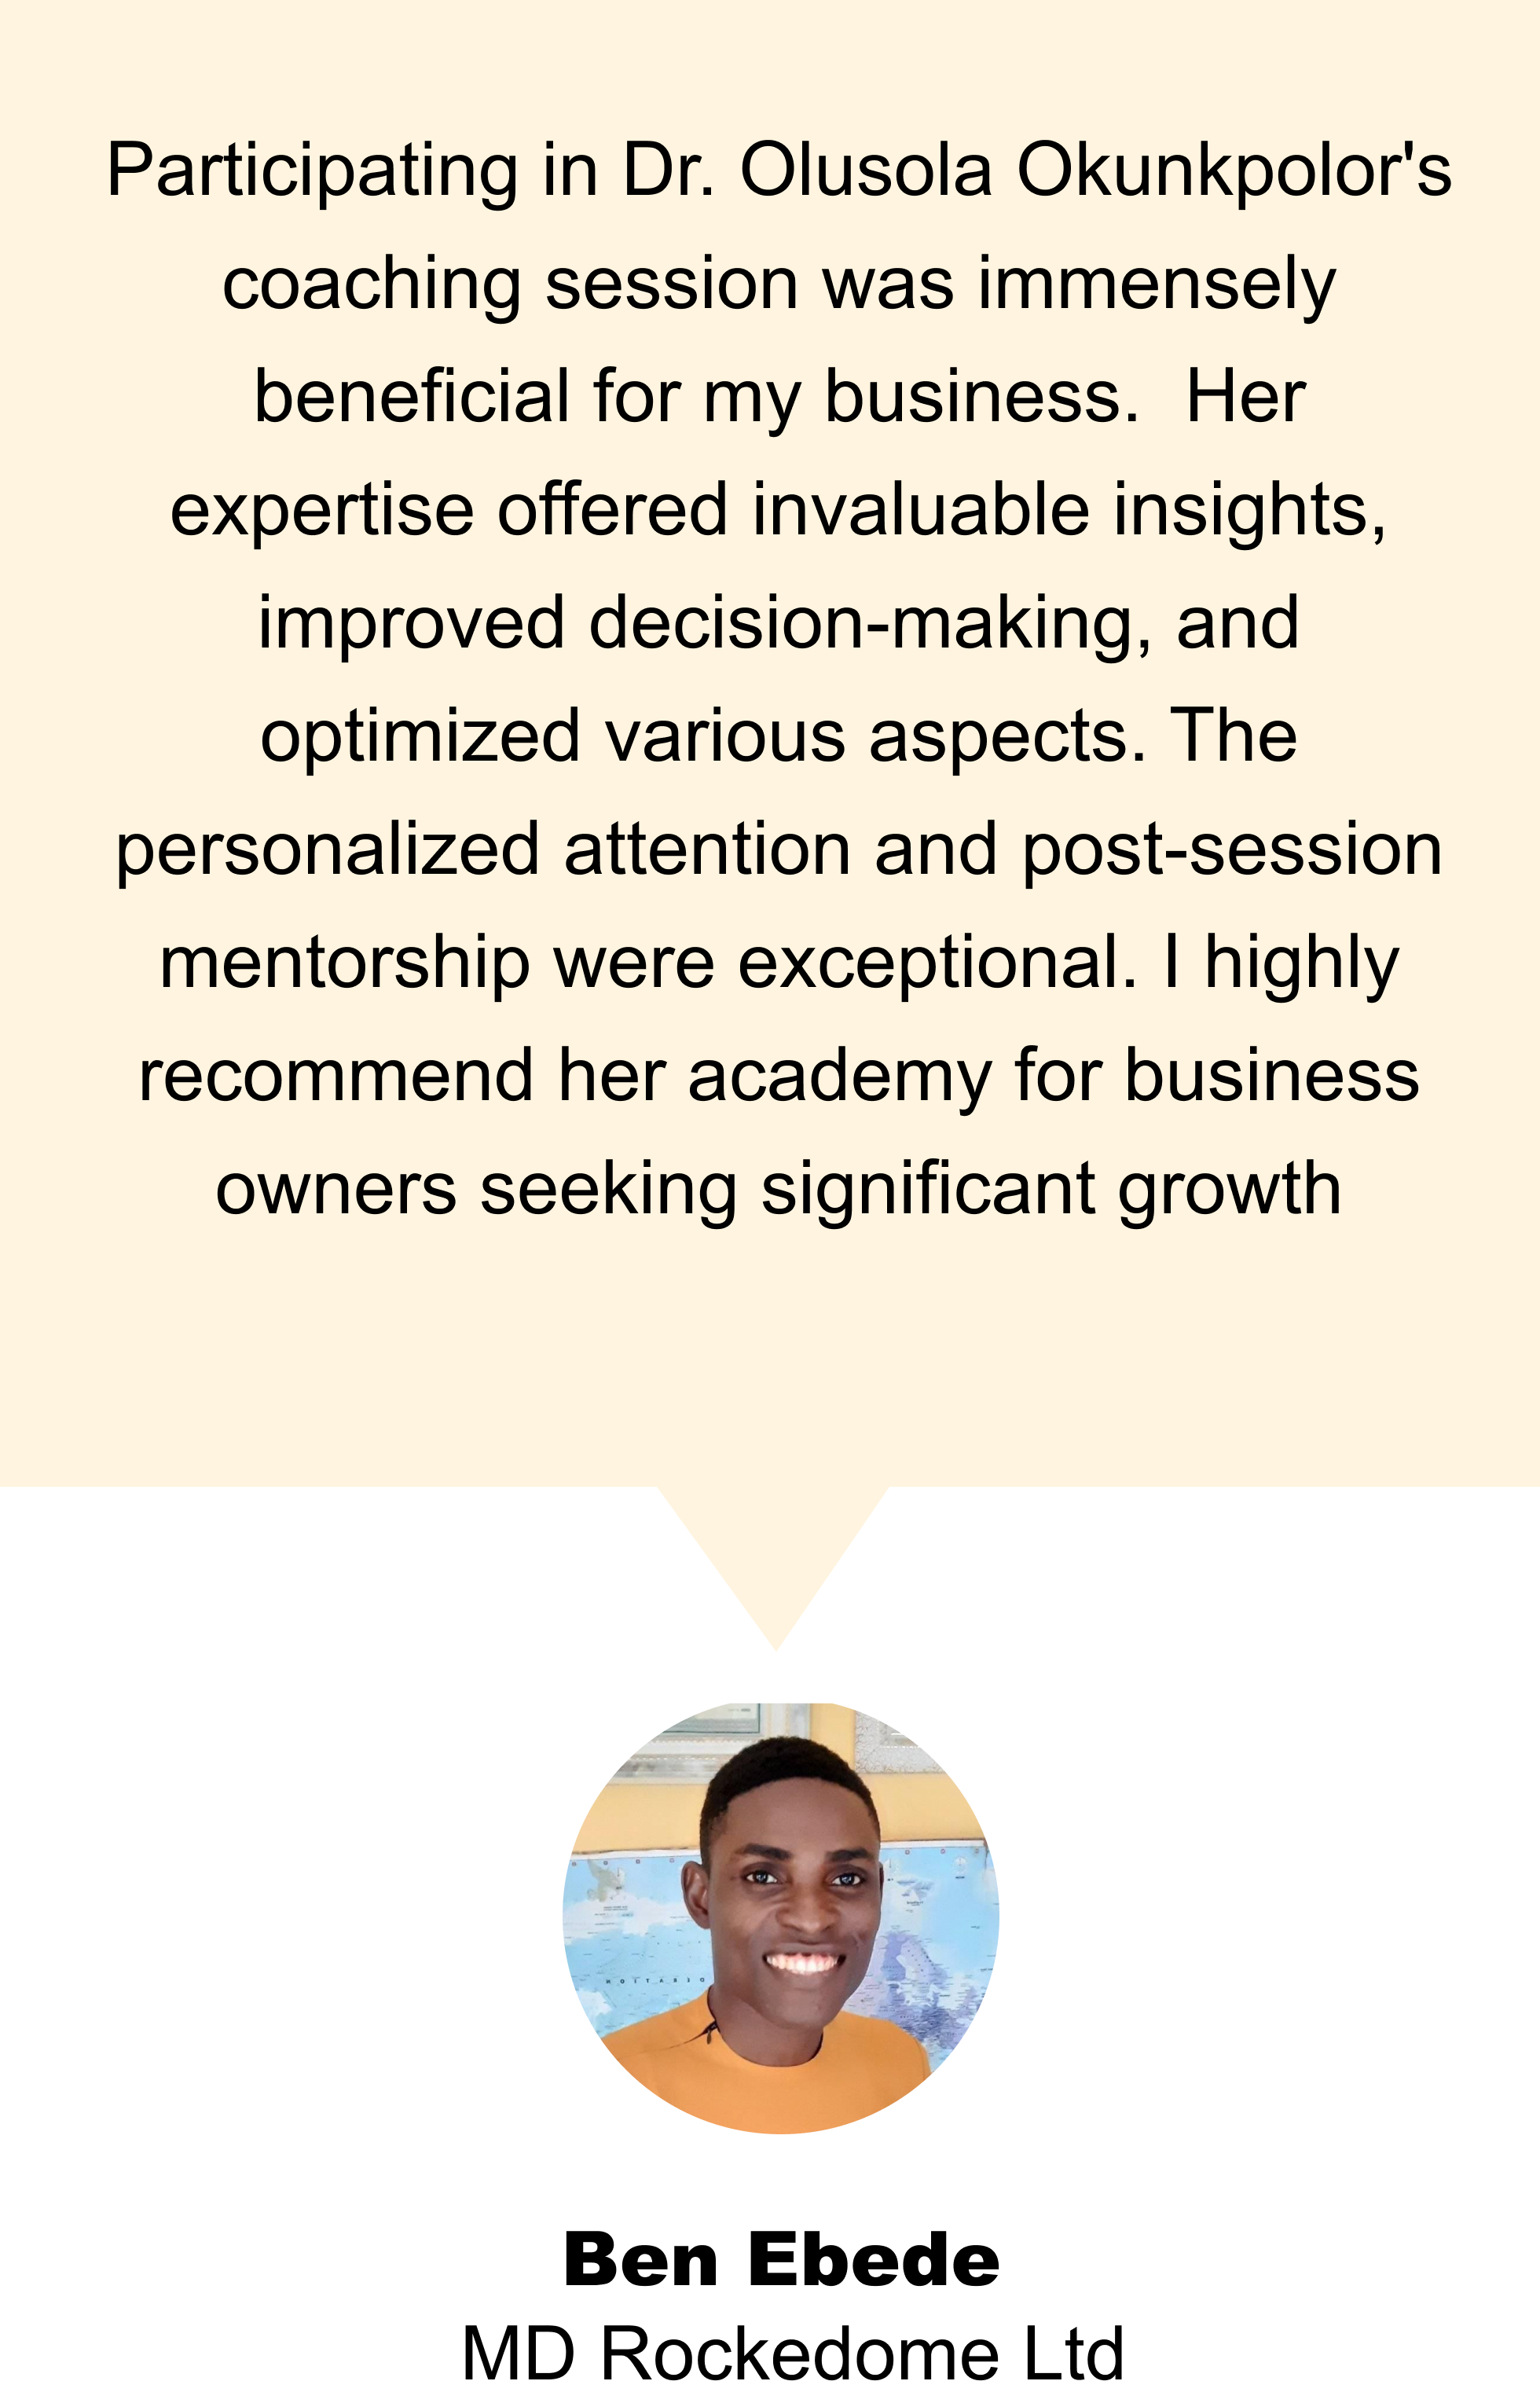 Participating in Dr. Olusola Okunkpolor's
coaching session was immensely
beneficial for my business.  Her
expertise offered invaluable insights,
improved decision-making, and
optimized various aspects. The
personalized attention and post-session
mentorship were exceptional. I highly
recommend her academy for business
owners seeking significant growth
Ben Ebede
MD Rockedome Ltd